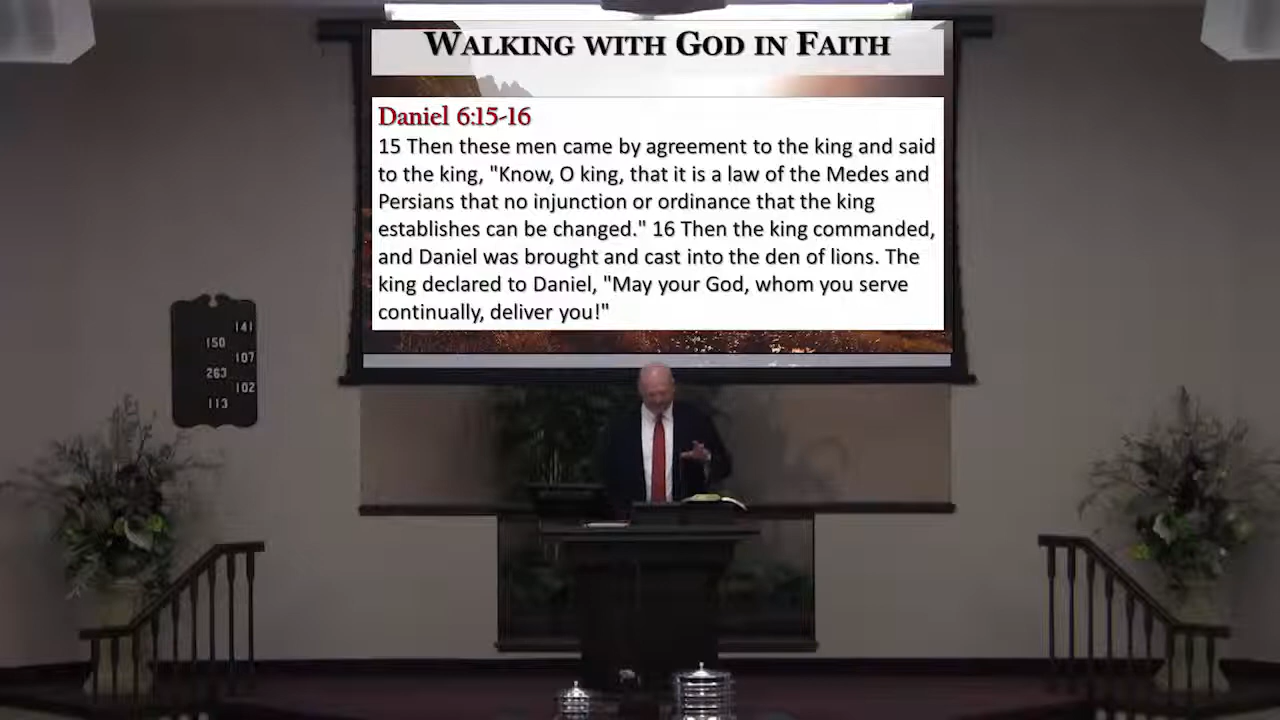 WALKING WITH GOD IN FAITH
Daniel 6:15-16
15 Then these men came by agreement to the king and said
to the king, "Know, O king, that it is a law of the Medes and
Persians that no injunction or ordinance that the king
establishes can be changed." 16 Then the king commanded,
and Daniel was brought and cast into the den of lions. The
king declared to Daniel, "May your God, whom you serve
continually, deliver you!"
141
150
107
263
102
113